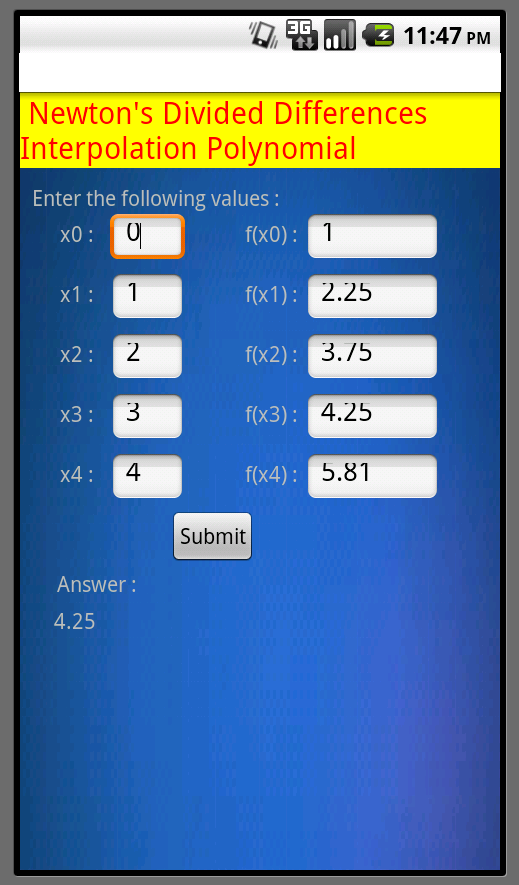 3G 11:47 PM
Newton's Divided Differences
Interpolation Polynomial
Enter the following values :
x0 : 0 f(x0) : 1
x1 : 1 f(x1) : 2.25
x2 : 2 f(x2) : 3.75
x3 : 3 f(x3) : 4.25
x4 : 4 f(x4) : 5.81
Submit
Answer :
4.25